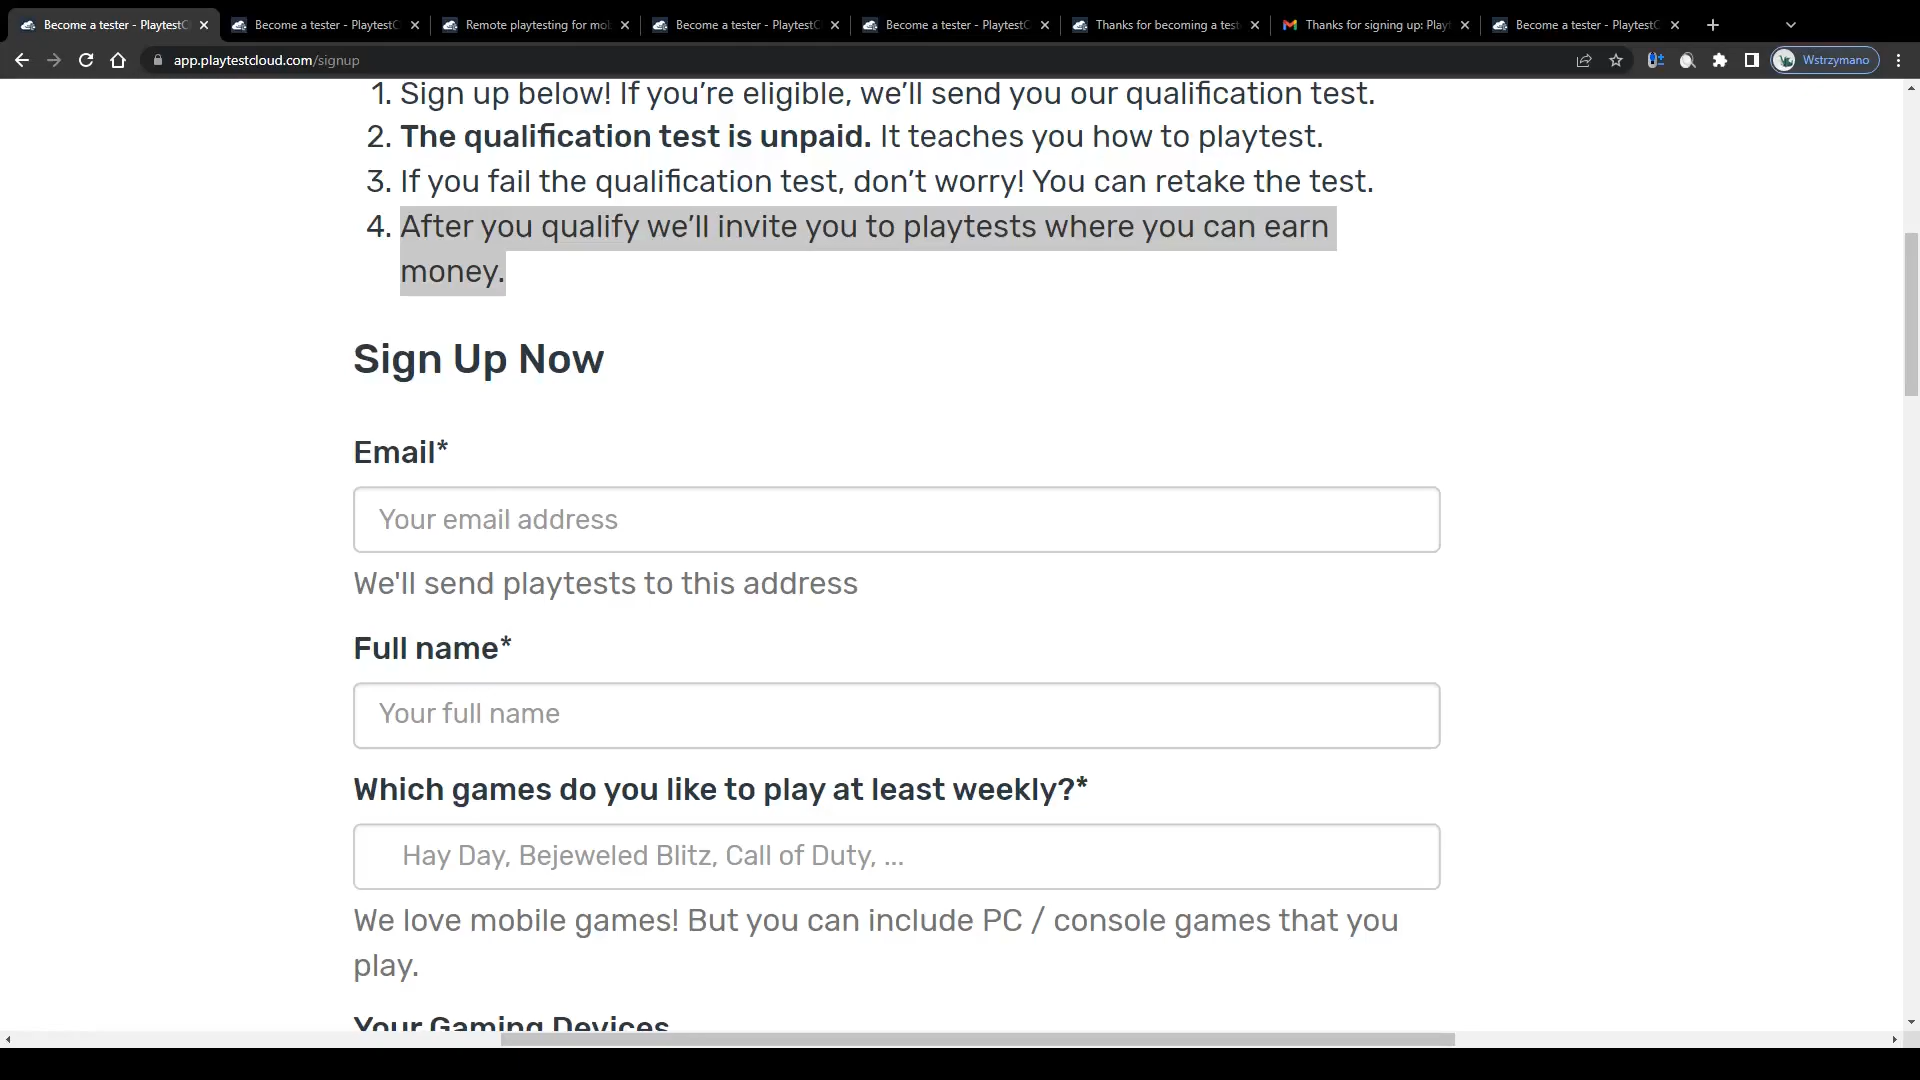 Become a tester - PlaytestC
Become a tester - PlaytestC
Remote playtesting for mo
Become a tester - PlaytestC
Become a tester - PlaytestC
Thanks for becoming a test
Thanks for signing up: Play
Become a tester - PlaytestC
app.playtestcloud.com/signup
Wstrzymano
1. Sign up below! If you’re eligible, we’ll send you our qualification test.
2. The qualification test is unpaid. It teaches you how to playtest.
3. If you fail the qualification test, don’t worry! You can retake the test.
4. After you qualify we’ll invite you to playtests where you can earn
money.
Sign Up Now
Email*
Your email address
We'll send playtests to this address
Full name*
Your full name
Which games do you like to play at least weekly?*
Hay Day, Bejeweled Blitz, Call of Duty, ...
We love mobile games! But you can include PC / console games that you
play.
Your Gaming Devices